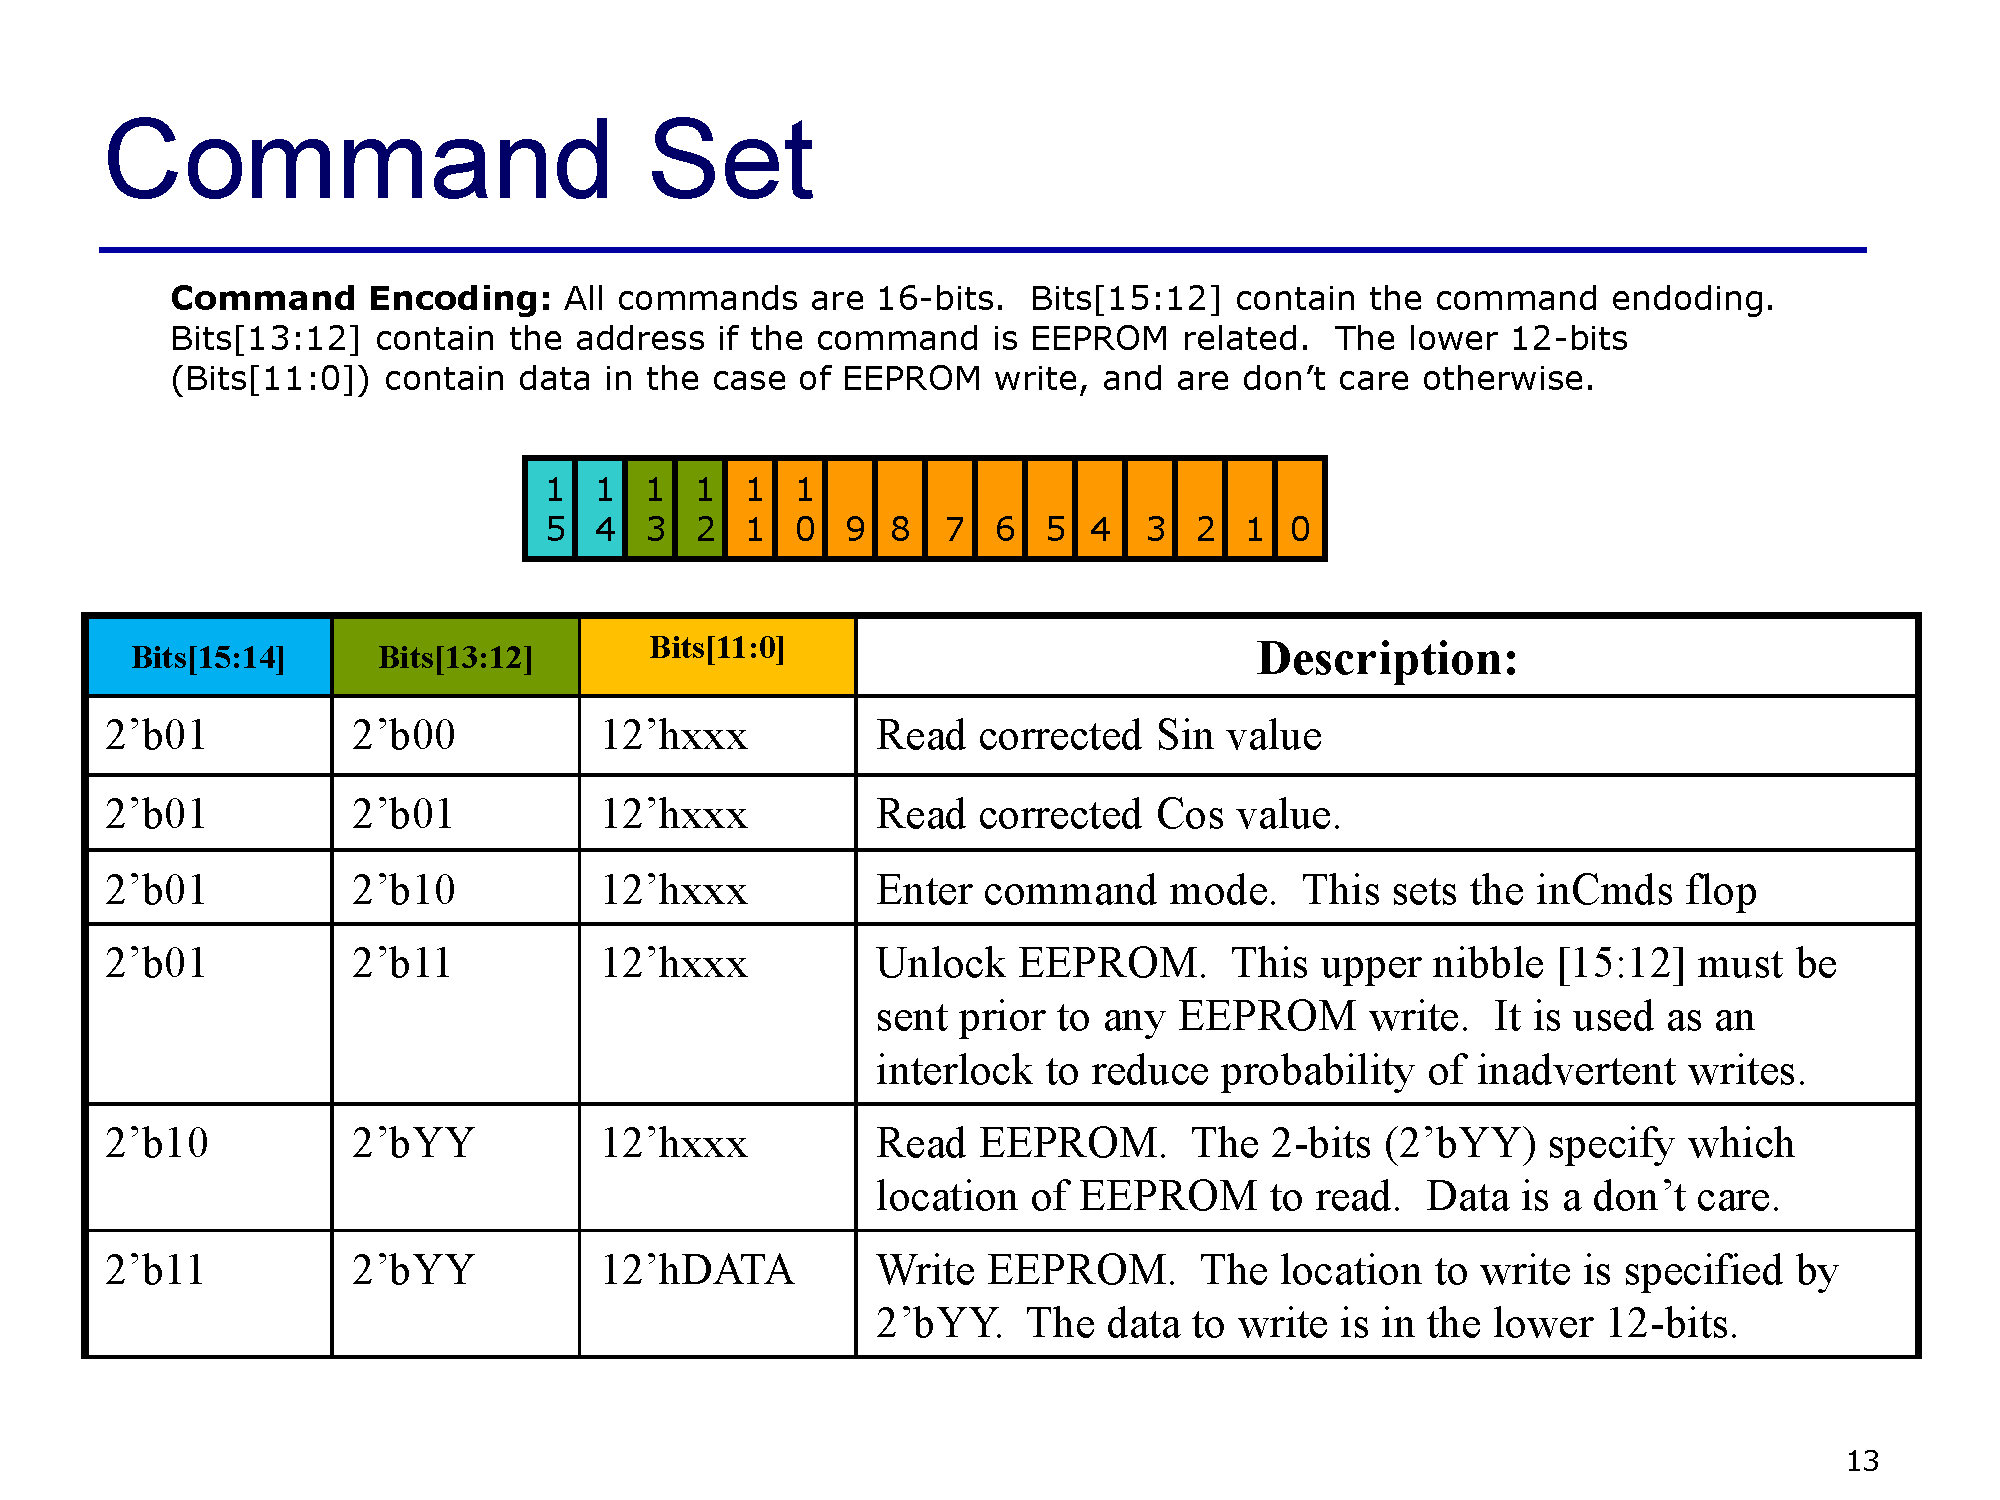 Command Set
Command Encoding: All commands are 16-bits. Bits[15:12] contain the command endoding.
Bits[13:12] contain the address if the command is EEPROM related. The lower 12-bits
(Bits[11:0]) contain data in the case of EEPROM write, and are don’t care otherwise.
15 14 13 12 11 10 9 8 7 6 5 4 3 2 1 0
Bits[15:14] Bits[13:12] Bits[11:0] Description:
2’b01 2’b00 12’hxxx Read corrected Sin value
2’b01 2’b01 12’hxxx Read corrected Cos value.
2’b01 2’b10 12’hxxx Enter command mode. This sets the inCmds flop
2’b01 2’b11 12’hxxx Unlock EEPROM. This upper nibble [15:12] must be
sent prior to any EEPROM write. It is used as an
interlock to reduce probability of inadvertent writes.
2’b10 2’bYY 12’hxxx Read EEPROM. The 2-bits (2’bYY) specify which
location of EEPROM to read. Data is a don’t care.
2’b11 2’bYY 12’hDATA Write EEPROM. The location to write is specified by
2’bYY. The data to write is in the lower 12-bits.
13